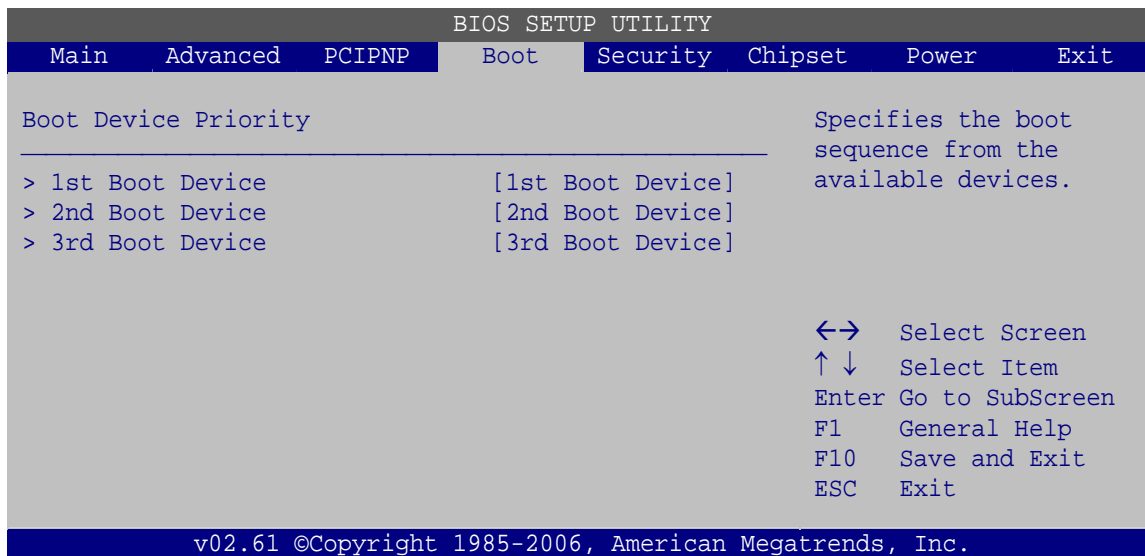 BIOS SETUP UTILITY
Main Advanced PCIPNP Boot Security Chipset Power Exit
Boot Device Priority
> 1st Boot Device [1st Boot Device]
> 2nd Boot Device [2nd Boot Device]
> 3rd Boot Device [3rd Boot Device]
Specifies the boot
sequence from the
available devices.
←→ Select Screen
↑ ↓ Select Item
Enter Go to SubScreen
F1 General Help
F10 Save and Exit
ESC Exit
v02.61 ©Copyright 1985-2006, American Megatrends, Inc.